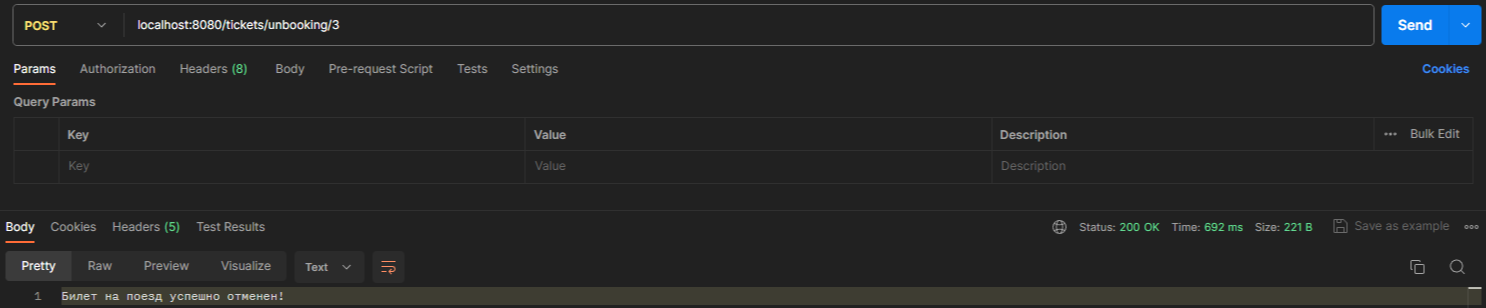 POST localhost:8080/tickets/unbooking/3 Send
Params Authorization Headers (8) Body Pre-request Script Tests Settings Cookies
Query Params
Key Value Description ••• Bulk Edit
Key Value Description
Body Cookies Headers (5) Test Results Status: 200 OK Time: 692 ms Size: 221 B Save as example •••
Pretty Raw Preview Visualize Text
1 Билет на поезд успешно отменен!